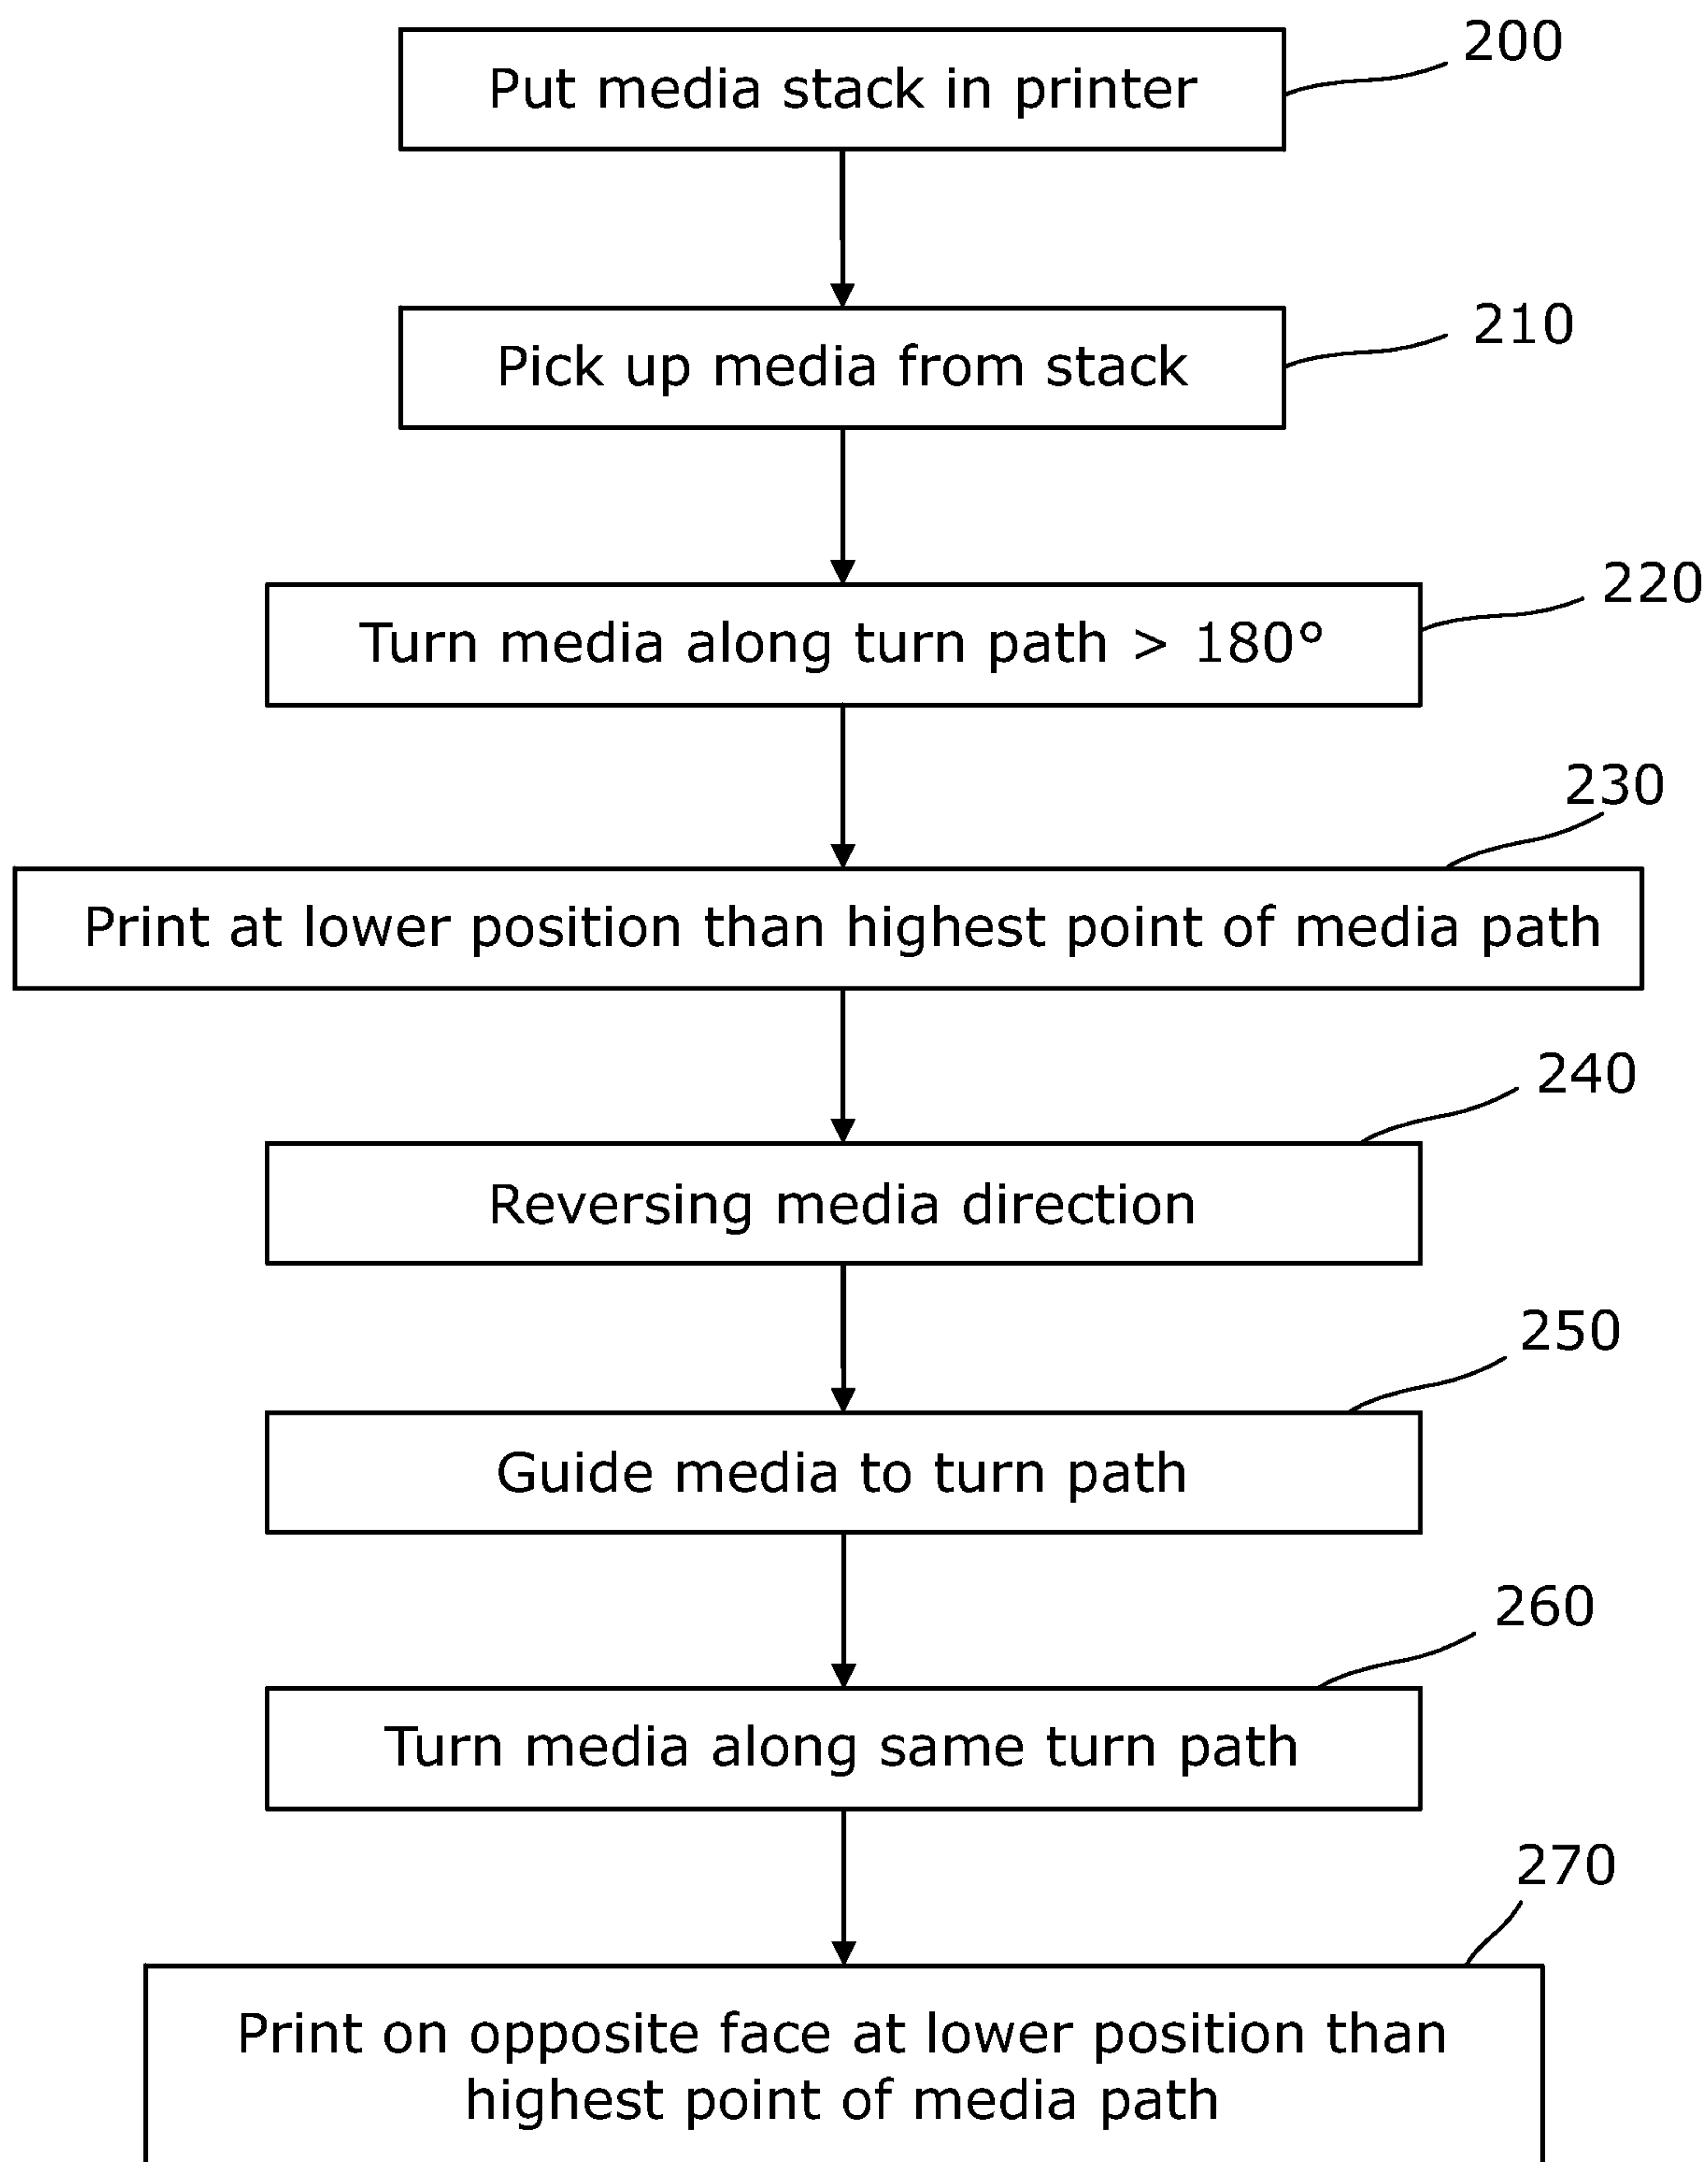 200
Put media stack in printer
210
Pick up media from stack
220
Turn media along turn path > 180°
230
Print at lower position than highest point of media path
240
Reversing media direction
250
Guide media to turn path
260
Turn media along same turn path
270
Print on opposite face at lower position than
highest point of media path